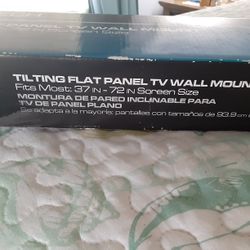 TILTING FLAT PANEL TV WALL MOUN
Fits Most: 37 IN - 72 IN Screen Size
MONTURA DE PARED INCLINABLE PARA
TV DE PANEL PLANO
Se adapta a la mayoría: pantallas con tamaños de 93.9 cm